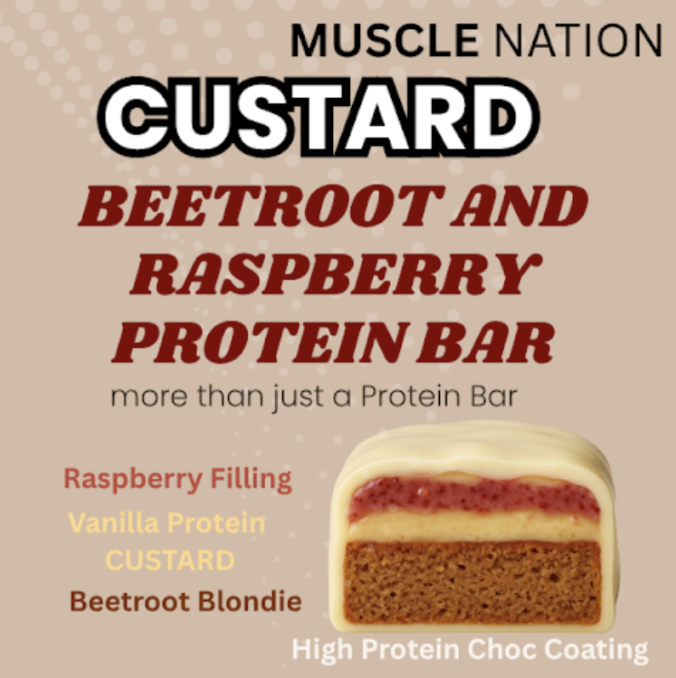 MUSCLE NATION
CUSTARD
BEETROOT AND
RASPBERRY
PROTEIN BAR
more than just a Protein Bar
Raspberry Filling
Vanilla Protein
CUSTARD
Beetroot Blondie
High Protein Choc Coating